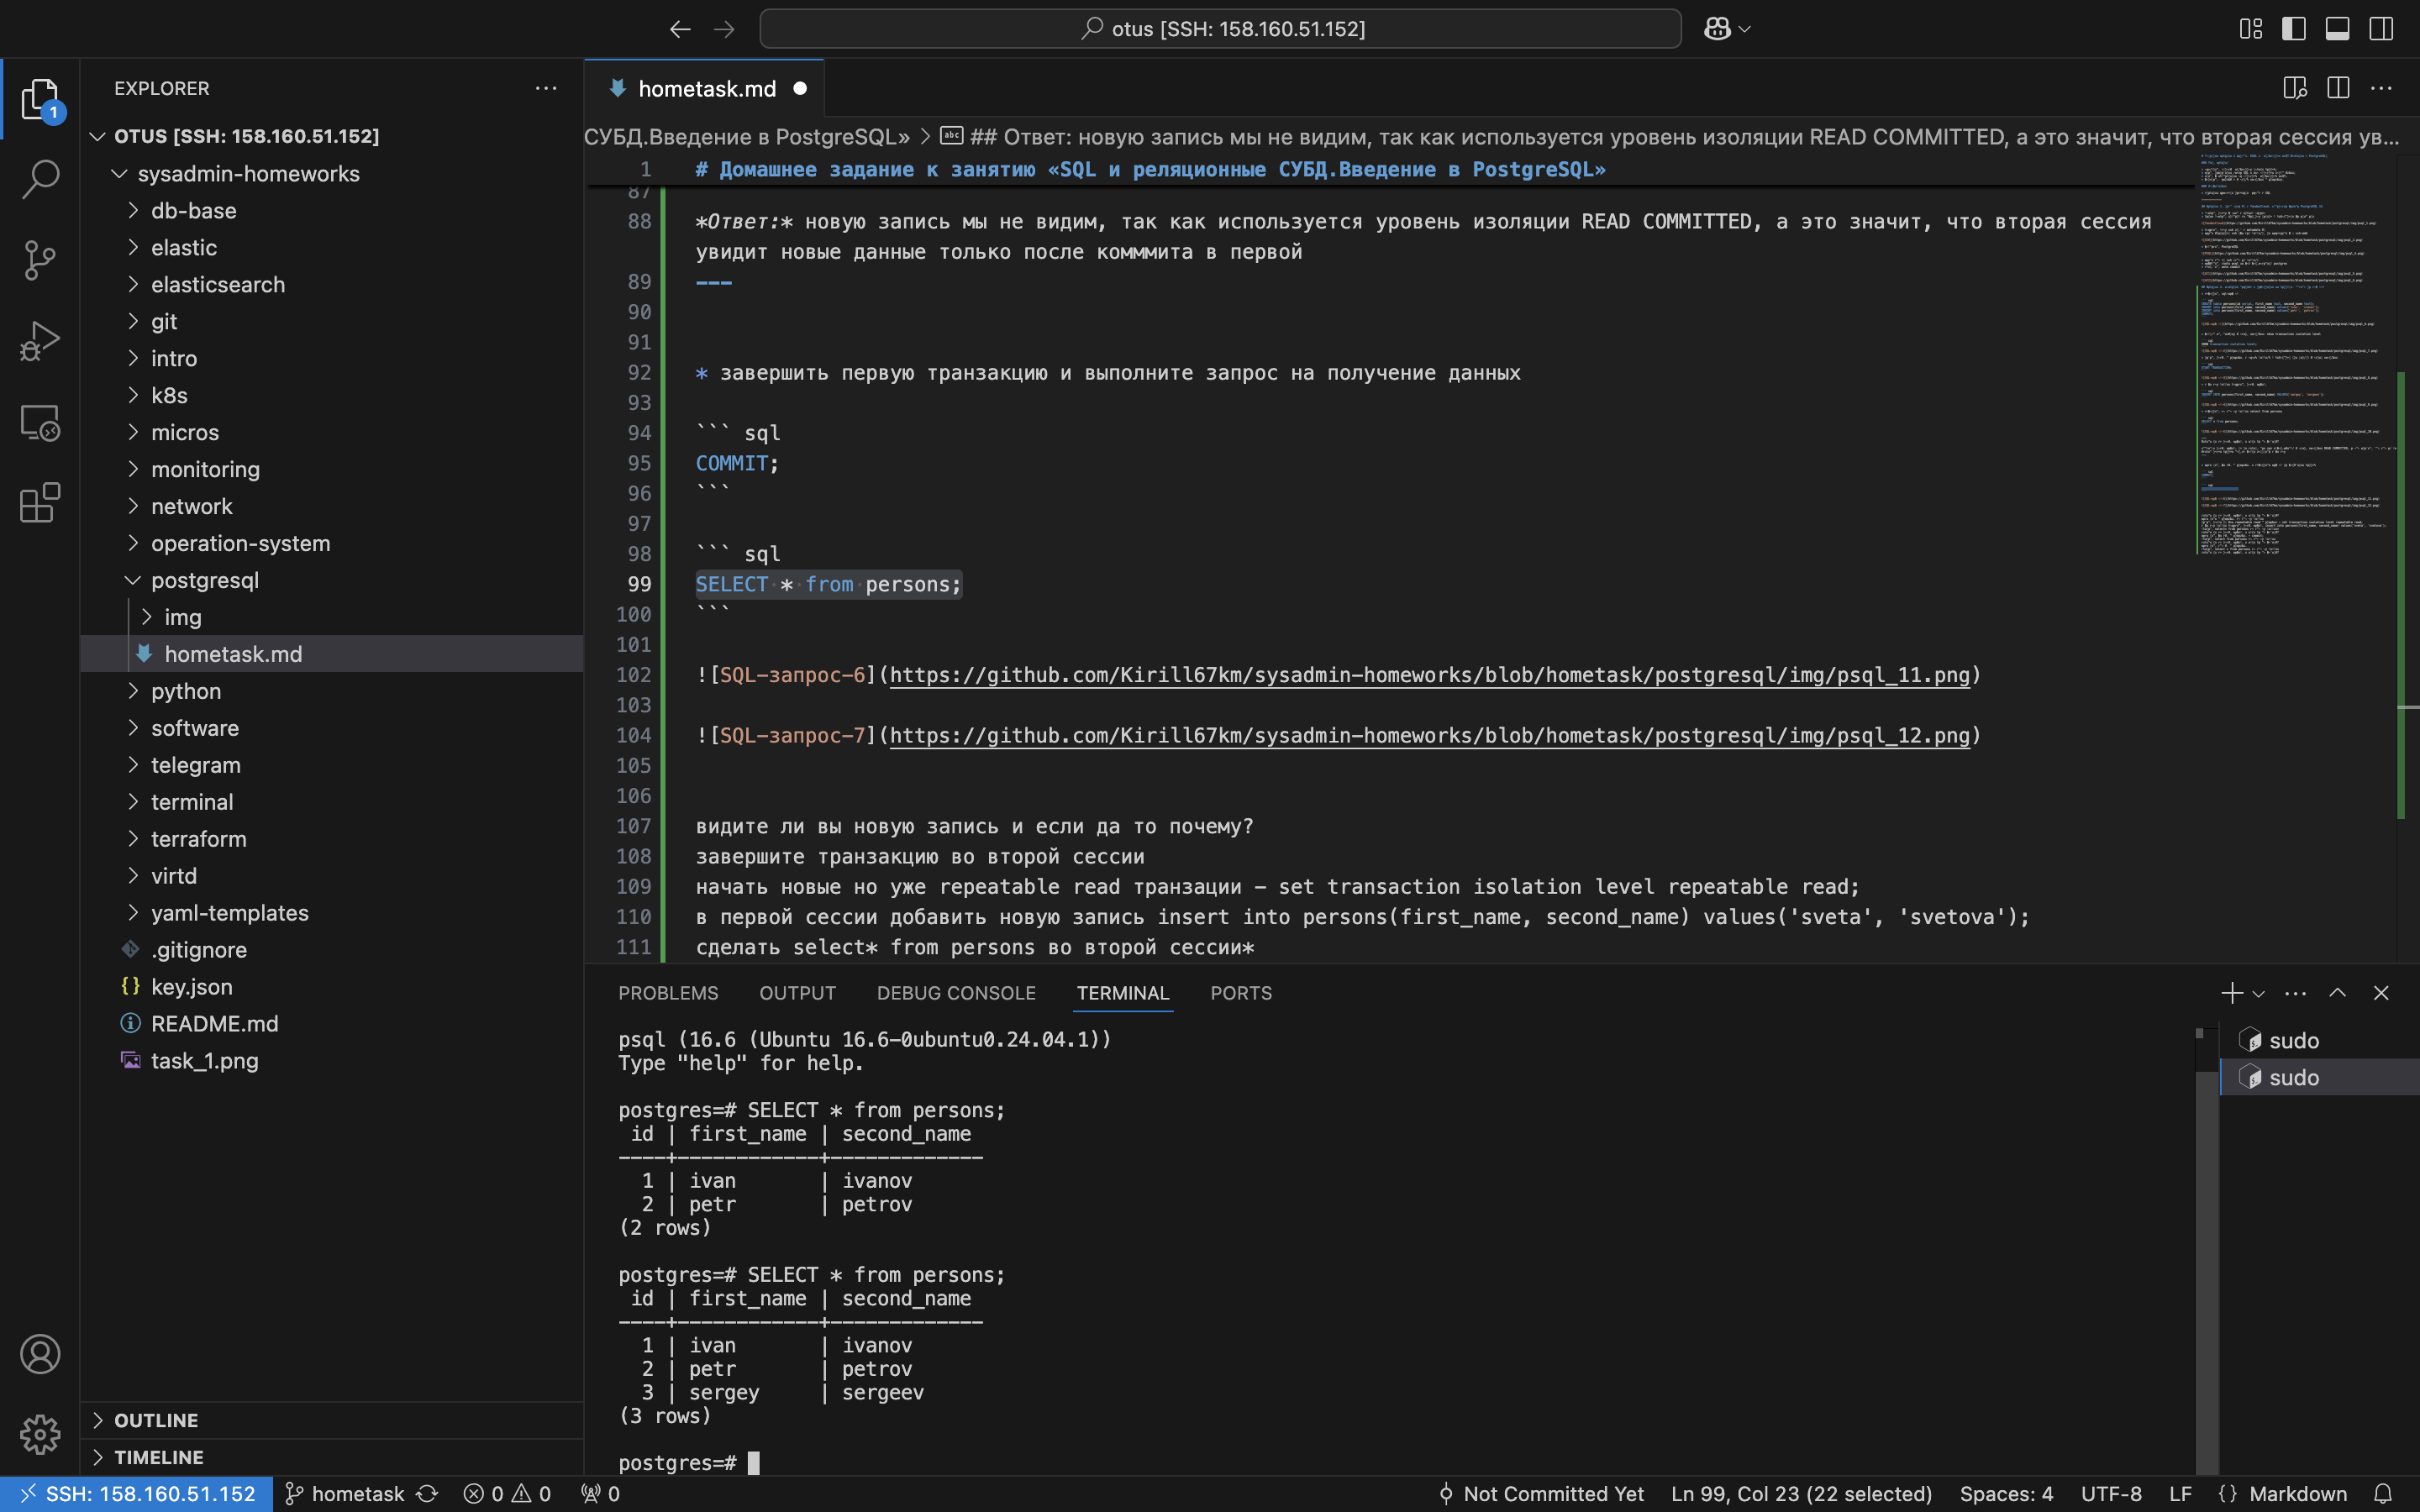 otus [SSH: 158.160.51.152]
EXPLORER
hometask.md
1
OTUS [SSH: 158.160.51.152]
sysadmin-homeworks
db-base
elastic
elasticsearch
git
intro
k8s
micros
monitoring
network
operation-system
postgresql
img
hometask.md
python
software
telegram
terminal
terraform
virtd
yaml-templates
.gitignore
key.json
README.md
task_1.png
OUTLINE
TIMELINE
СУБД.Введение в PostgreSQL» > ## Ответ: новую запись мы не видим, так как используется уровень изоляции READ COMMITTED, а это значит, что вторая сессия ув...
1 # Домашнее задание к занятию «SQL и реляционные СУБД.Введение в PostgreSQL»
87
88 *Ответ:* новую запись мы не видим, так как используется уровень изоляции READ COMMITTED, а это значит, что вторая сессия
увидит новые данные только после комммита в первой
89 ---
90
91
92 * завершить первую транзакцию и выполните запрос на получение данных
93
94 ``` sql
95 COMMIT;
96 ```
97
98 ``` sql
99 SELECT * from persons;
100 ```
101
102 ![SQL-запрос-6](https://github.com/Kirill67km/sysadmin-homeworks/blob/hometask/postgresql/img/psql_11.png)
103
104 ![SQL-запрос-7](https://github.com/Kirill67km/sysadmin-homeworks/blob/hometask/postgresql/img/psql_12.png)
105
106
107 видите ли вы новую запись и если да то почему?
108 завершите транзакцию во второй сессии
109 начать новые но уже repeatable read транзации - set transaction isolation level repeatable read;
110 в первой сессии добавить новую запись insert into persons(first_name, second_name) values('sveta', 'svetova');
111 сделать select* from persons во второй сессии*
PROBLEMS OUTPUT DEBUG CONSOLE TERMINAL PORTS
psql (16.6 (Ubuntu 16.6-0ubuntu0.24.04.1))
Type "help" for help.
postgres=# SELECT * from persons;
id | first_name | second_name
----+------------+-------------
1 | ivan | ivanov
2 | petr | petrov
(2 rows)
postgres=# SELECT * from persons;
id | first_name | second_name
----+------------+-------------
1 | ivan | ivanov
2 | petr | petrov
3 | sergey | sergeev
(3 rows)
postgres=#
sudo
sudo
SSH: 158.160.51.152 hometask 0 0 0 Not Committed Yet Ln 99, Col 23 (22 selected) Spaces: 4 UTF-8 LF {} Markdown